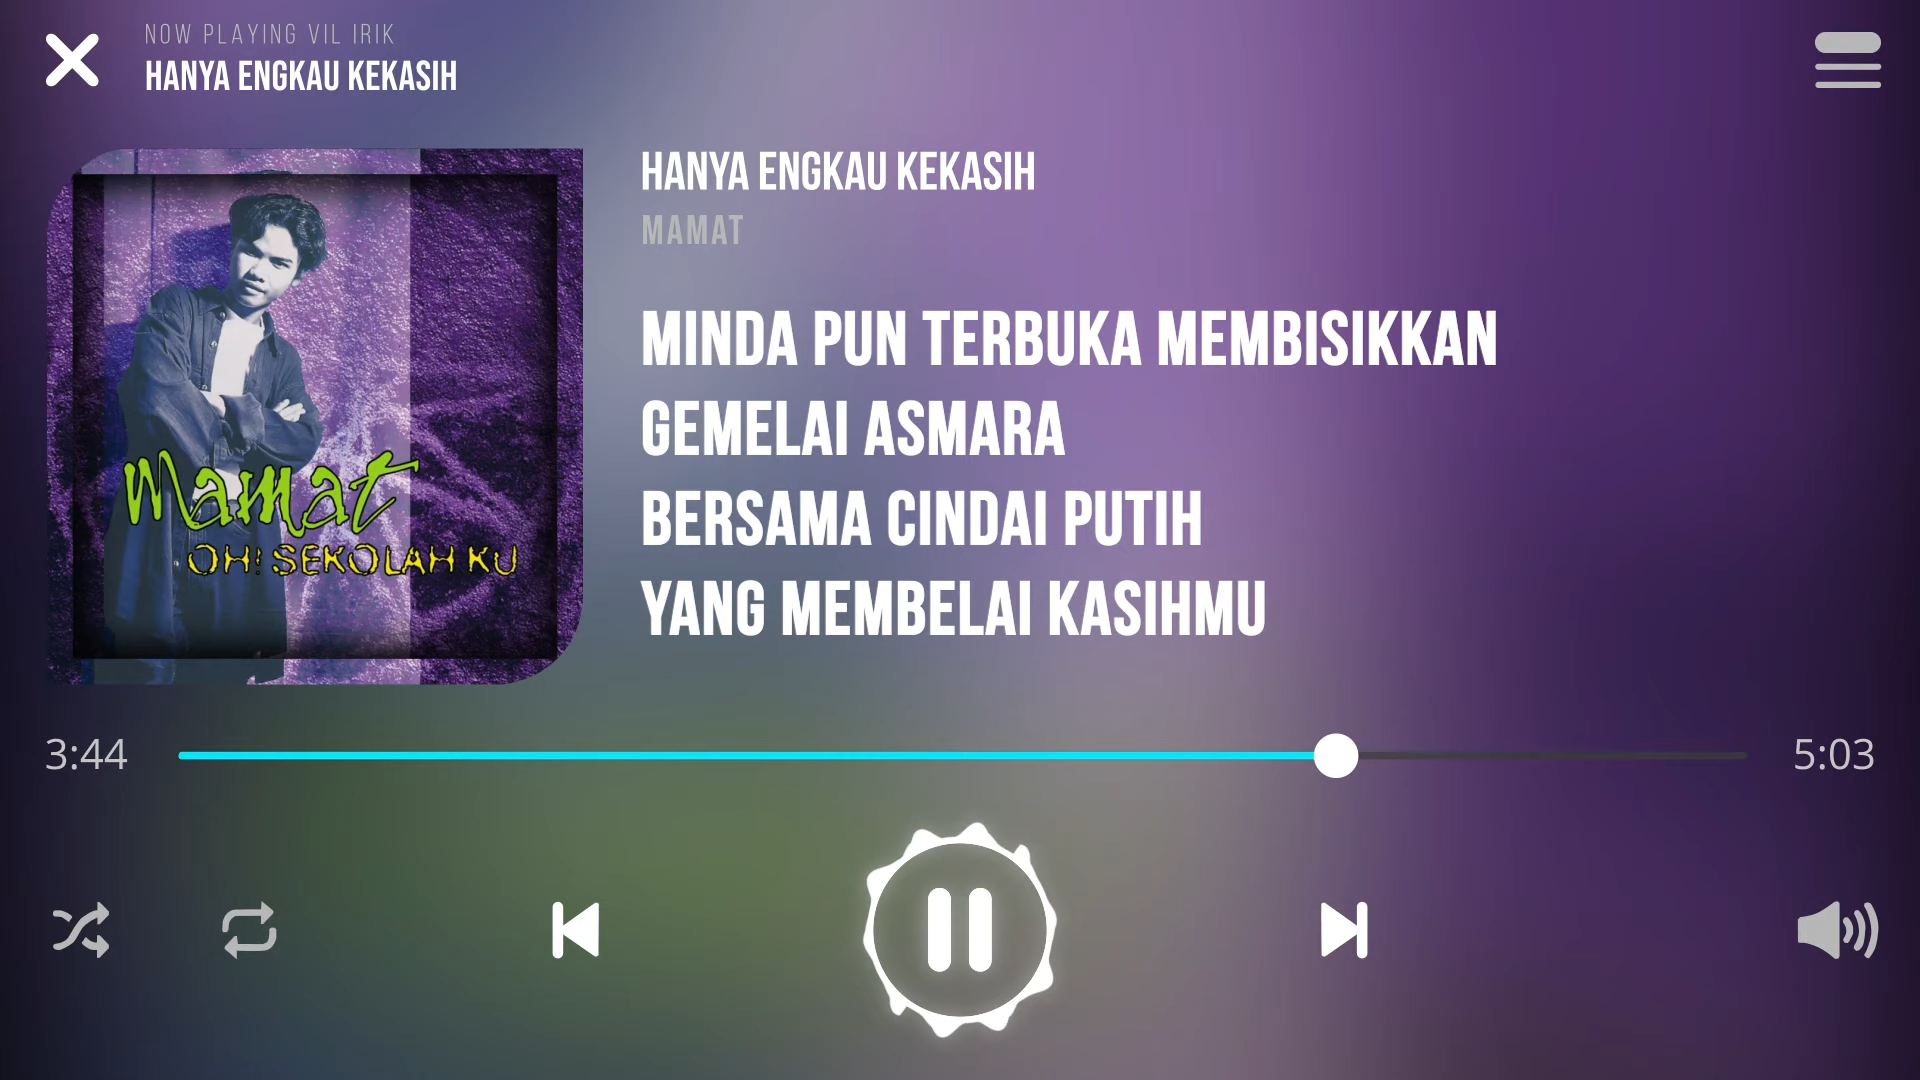 NOW PLAYING VIL IRIK
HANYA ENGKAU KEKASIH
HANYA ENGKAU KEKASIH
MAMAT
MINDA PUN TERBUKA MEMBISIKKAN
GEMELAI ASMARA
BERSAMA CINDAI PUTIH
YANG MEMBELAI KASIHMU
Mamat
OH! SEKOLAH KU
3:44
5:03